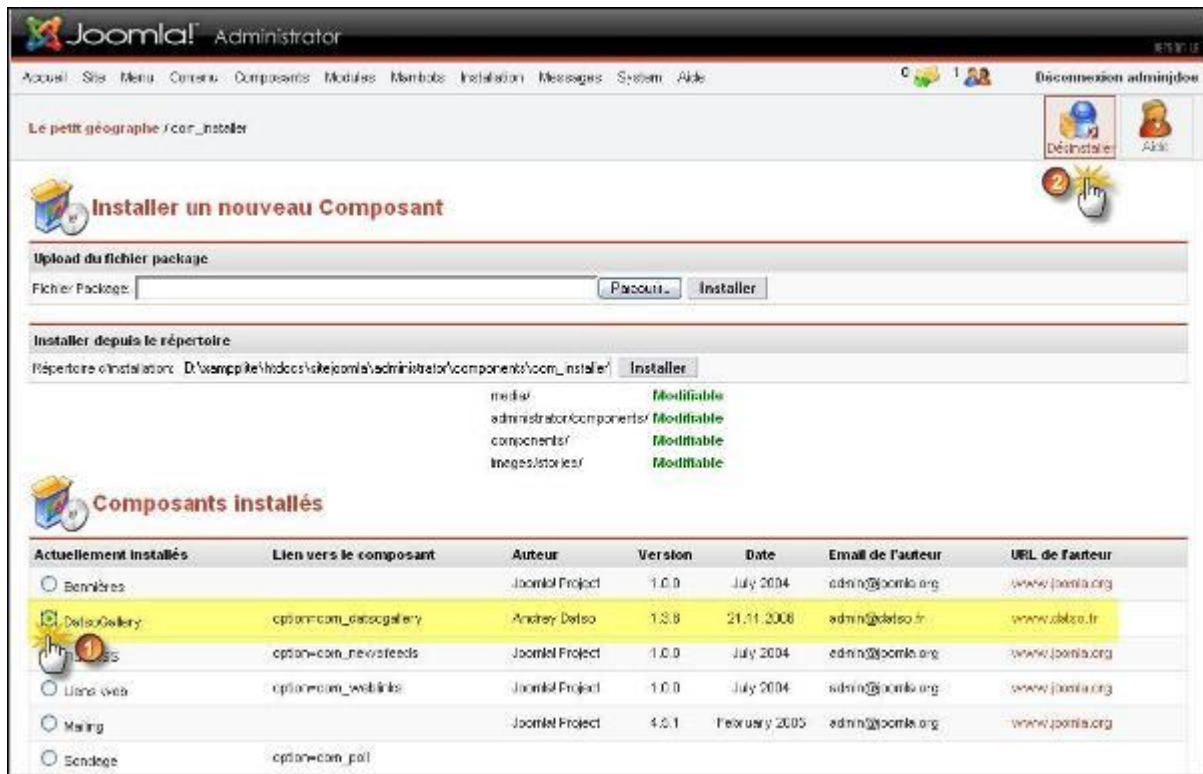 Joomla! Administrator
Accueil Site Menu Contenu Components Modules Mambots Installation Messages System Aide 0 1 Déconnexion adminjdoe
Le petit géographe / com_installer
Désinstaller Aide
2
Installer un nouveau Composant
Upload du fichier package
Fichier Package: Parcourir... Installer
Installer depuis le répertoire
Répertoire d'installation: D:\xampplite\htdocs\sitejoomla\administrator\components\com_installer/ Installer
media/ Modifiable
administrator/components/ Modifiable
components/ Modifiable
images/stories/ Modifiable
Composants installés
Actuellement installés Lien vers le composant Auteur Version Date Email de l'auteur URL de l'auteur
Bannières Joomla! Project 1.0.0 July 2004 admin@joomla.org www.joomla.org
DatsoGallery option=com_datsogallery Andrey Datso 1.3.8 21.11.2006 admin@datso.fr www.datso.fr
1
option=com_newsfeeds Joomla! Project 1.0.0 July 2004 admin@joomla.org www.joomla.org
Liens web option=com_weblinks Joomla! Project 1.0.0 July 2004 admin@joomla.org www.joomla.org
Mailing Joomla! Project 4.5.1 February 2005 admin@joomla.org www.joomla.org
Sondage option=com_poll